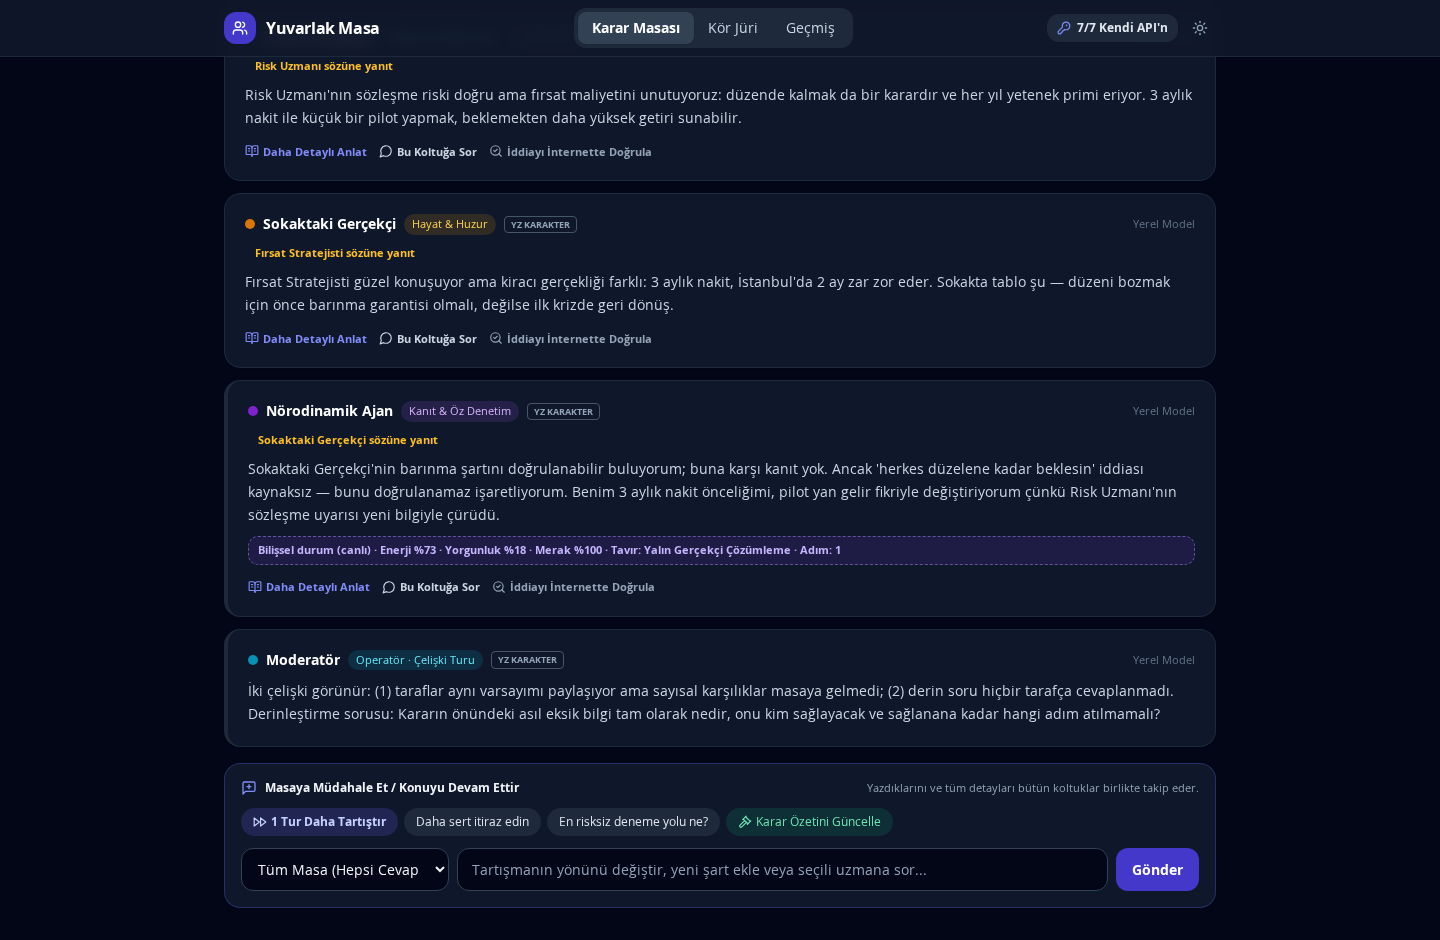 Yuvarlak Masa
Karar Masası
Kör Jüri
Geçmiş
7/7 Kendi API'n
Risk Uzmanı sözüne yanıt
Risk Uzmanı'nın sözleşme riski doğru ama fırsat maliyetini unutuyoruz: düzende kalmak da bir karardır ve her yıl yetenek primi eriyor. 3 aylık
nakit ile küçük bir pilot yapmak, beklemekten daha yüksek getiri sunabilir.
Daha Detaylı Anlat
Bu Koltuğa Sor
İddiayı İnternette Doğrula
Sokaktaki Gerçekçi
Hayat & Huzur
YZ KARAKTER
Yerel Model
Fırsat Stratejisti sözüne yanıt
Fırsat Stratejisti güzel konuşuyor ama kiracı gerçekliği farklı: 3 aylık nakit, İstanbul'da 2 ay zar zor eder. Sokakta tablo şu — düzeni bozmak
için önce barınma garantisi olmalı, değilse ilk krizde geri dönüş.
Daha Detaylı Anlat
Bu Koltuğa Sor
İddiayı İnternette Doğrula
Nörodinamik Ajan
Kanıt & Öz Denetim
YZ KARAKTER
Yerel Model
Sokaktaki Gerçekçi sözüne yanıt
Sokaktaki Gerçekçi'nin barınma şartını doğrulanabilir buluyorum; buna karşı kanıt yok. Ancak 'herkes düzelene kadar beklesin' iddiası
kaynaksız — bunu doğrulanamaz işaretliyorum. Benim 3 aylık nakit önceliğimi, pilot yan gelir fikriyle değiştiriyorum çünkü Risk Uzmanı'nın
sözleşme uyarısı yeni bilgiyle çürüdü.
Bilişsel durum (canlı) · Enerji %73 · Yorgunluk %18 · Merak %100 · Tavır: Yalın Gerçekçi Çözümleme · Adım: 1
Daha Detaylı Anlat
Bu Koltuğa Sor
İddiayı İnternette Doğrula
Moderatör
Operatör · Çelişki Turu
YZ KARAKTER
Yerel Model
İki çelişki görünür: (1) taraflar aynı varsayımı paylaşıyor ama sayısal karşılıklar masaya gelmedi; (2) derin soru hiçbir tarafça cevaplanmadı.
Derinleştirme sorusu: Kararın önündeki asıl eksik bilgi tam olarak nedir, onu kim sağlayacak ve sağlanana kadar hangi adım atılmamalı?
Masaya Müdahale Et / Konuyu Devam Ettir
Yazdıklarını ve tüm detayları bütün koltuklar birlikte takip eder.
1 Tur Daha Tartıştır
Daha sert itiraz edin
En risksiz deneme yolu ne?
Karar Özetini Güncelle
Tüm Masa (Hepsi Cevap
Tartışmanın yönünü değiştir, yeni şart ekle veya seçili uzmana sor...
Gönder